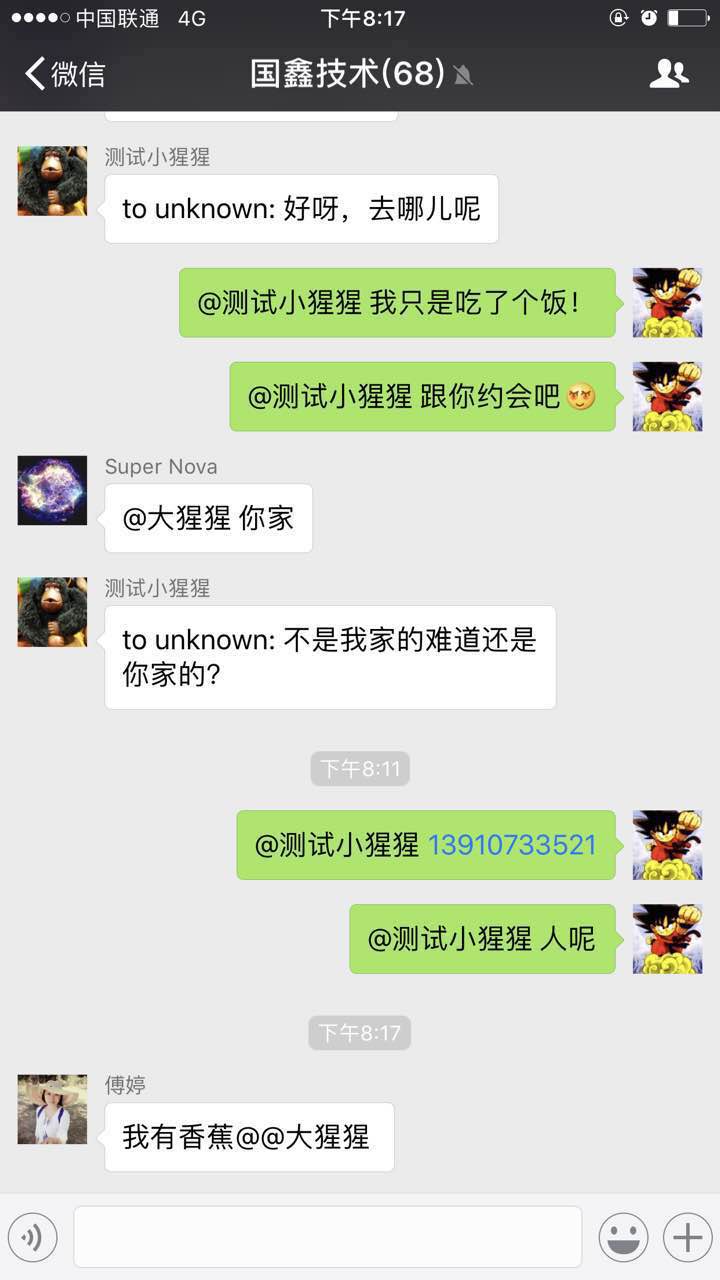 中国联通 4G 下午8:17
微信 国鑫技术(68)
测试小猩猩
to unknown: 好呀，去哪儿呢
@测试小猩猩 我只是吃了个饭！
@测试小猩猩 跟你约会吧
Super Nova
@大猩猩 你家
测试小猩猩
to unknown: 不是我家的难道还是
你家的?
下午8:11
@测试小猩猩 13910733521
@测试小猩猩 人呢
下午8:17
傅婷
我有香蕉@@大猩猩